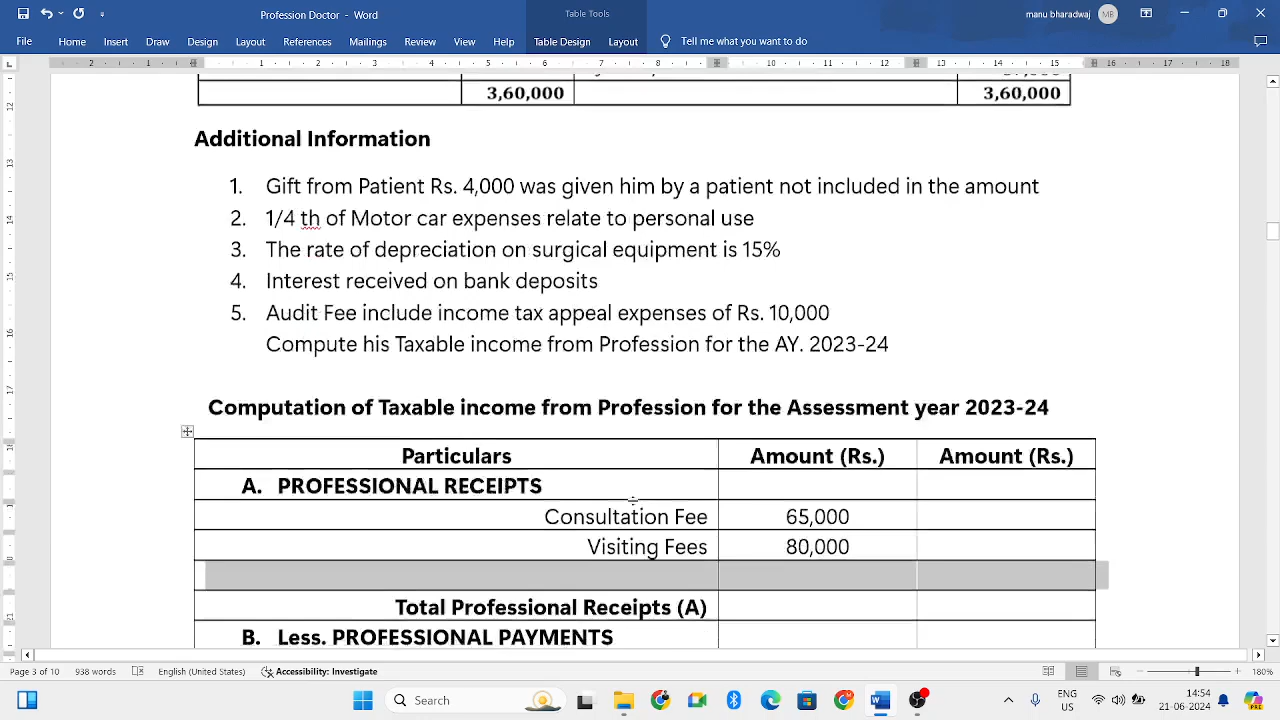 Profession Doctor - Word
Table Tools
manu bharadwaj MB
File Home Insert Draw Design Layout References Mailings Review View Help Table Design Layout Tell me what you want to do
3,60,000 3,60,000
Additional Information
1. Gift from Patient Rs. 4,000 was given him by a patient not included in the amount
2. 1/4 th of Motor car expenses relate to personal use
3. The rate of depreciation on surgical equipment is 15%
4. Interest received on bank deposits
5. Audit Fee include income tax appeal expenses of Rs. 10,000
Compute his Taxable income from Profession for the AY. 2023-24
Computation of Taxable income from Profession for the Assessment year 2023-24
Particulars Amount (Rs.) Amount (Rs.)
A. PROFESSIONAL RECEIPTS
Consultation Fee 65,000
Visiting Fees 80,000
Total Professional Receipts (A)
B. Less. PROFESSIONAL PAYMENTS
Page 3 of 10 938 words English (United States) Accessibility: Investigate 180%
Search ENG 14:54
US 21-06-2024